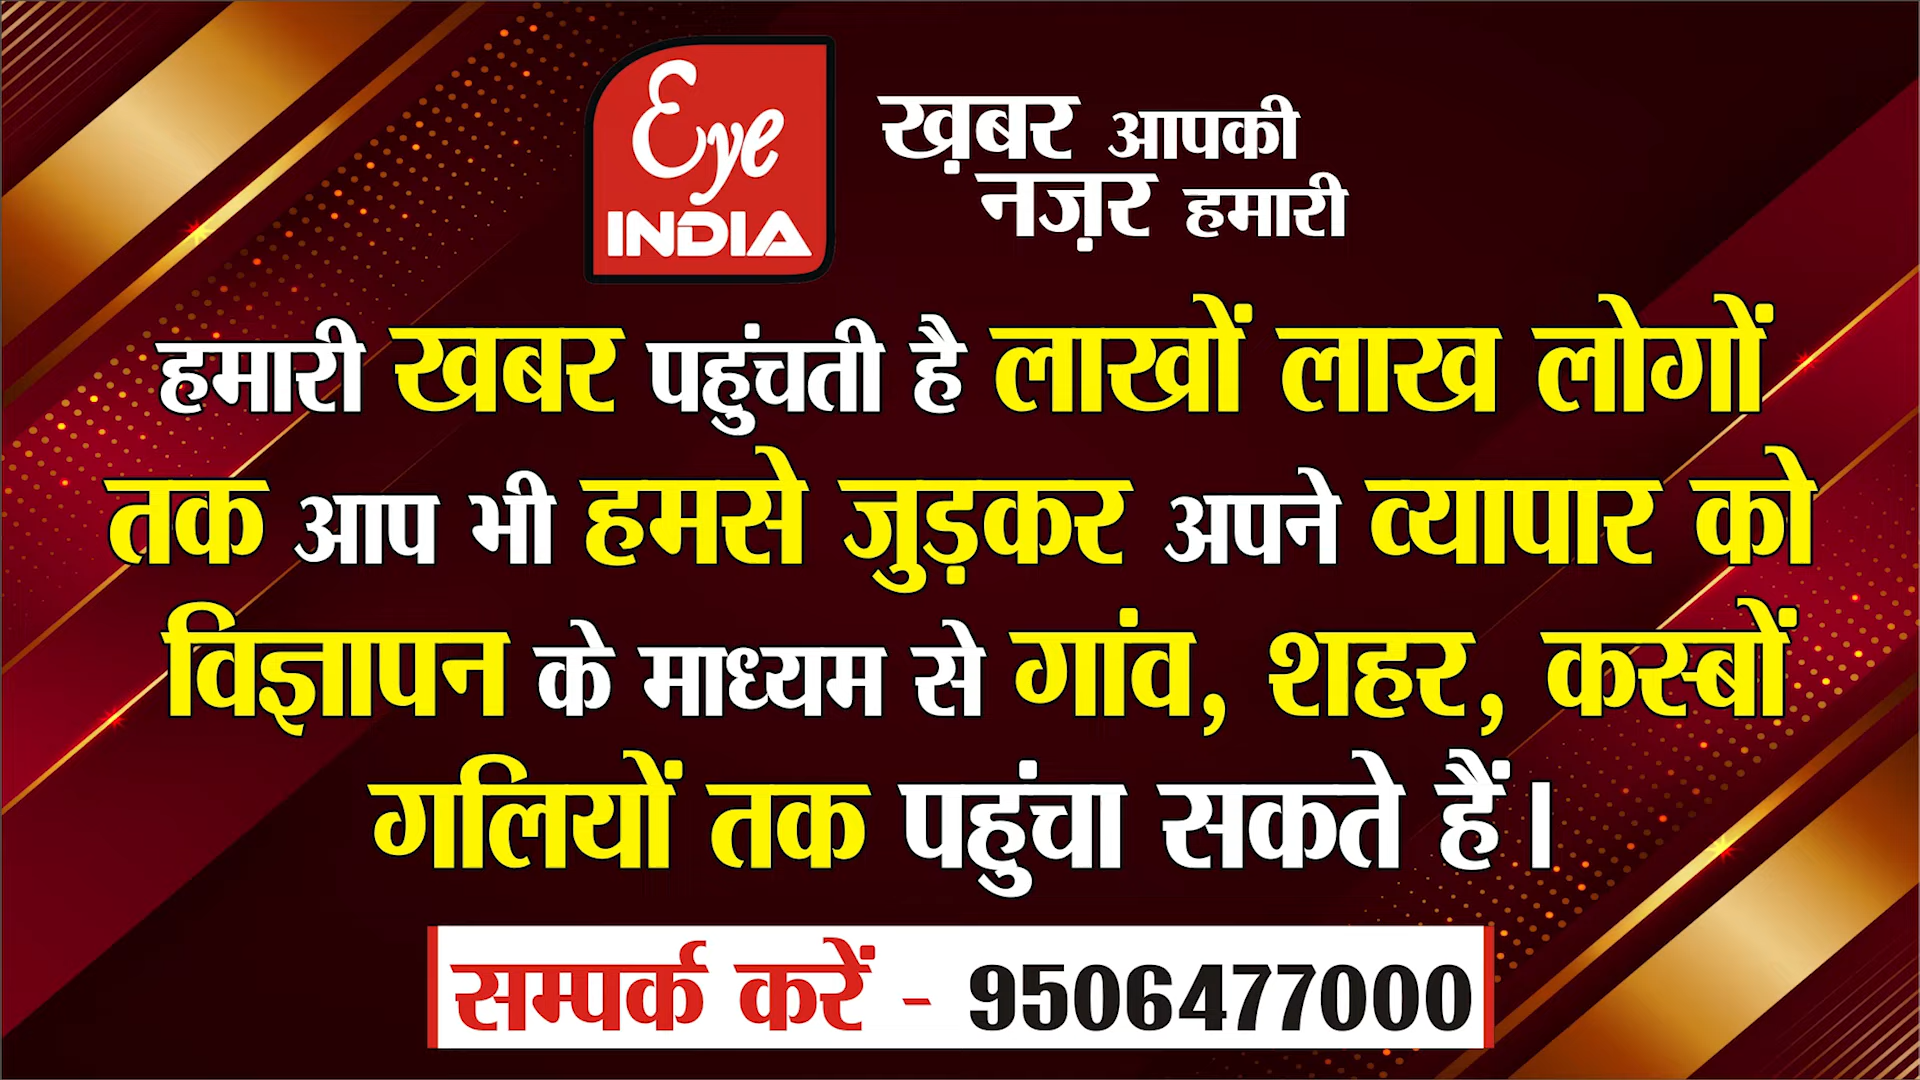 Eye
INDIA
ख़बर आपकी
नज़र हमारी
हमारी खबर पहुंचती है लाखों लाख लोगों
तक आप भी हमसे जुड़कर अपने व्यापार को
विज्ञापन के माध्यम से गांव, शहर, कस्बों
गलियों तक पहुंचा सकते हैं।
सम्पर्क करें - 9506477000